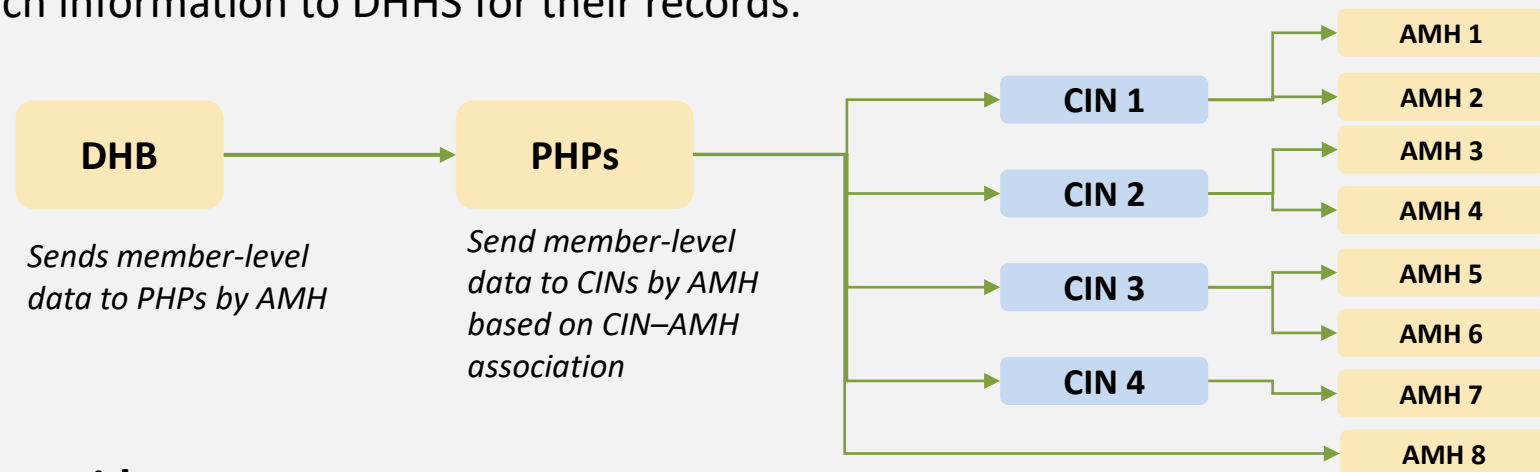 information to DHHS for their records.
DHB
Sends member-level
data to PHPs by AMH
PHPs
Send member-level
data to CINs by AMH
based on CIN–AMH
association
CIN 1
CIN 2
CIN 3
CIN 4
AMH 1
AMH 2
AMH 3
AMH 4
AMH 5
AMH 6
AMH 7
AMH 8